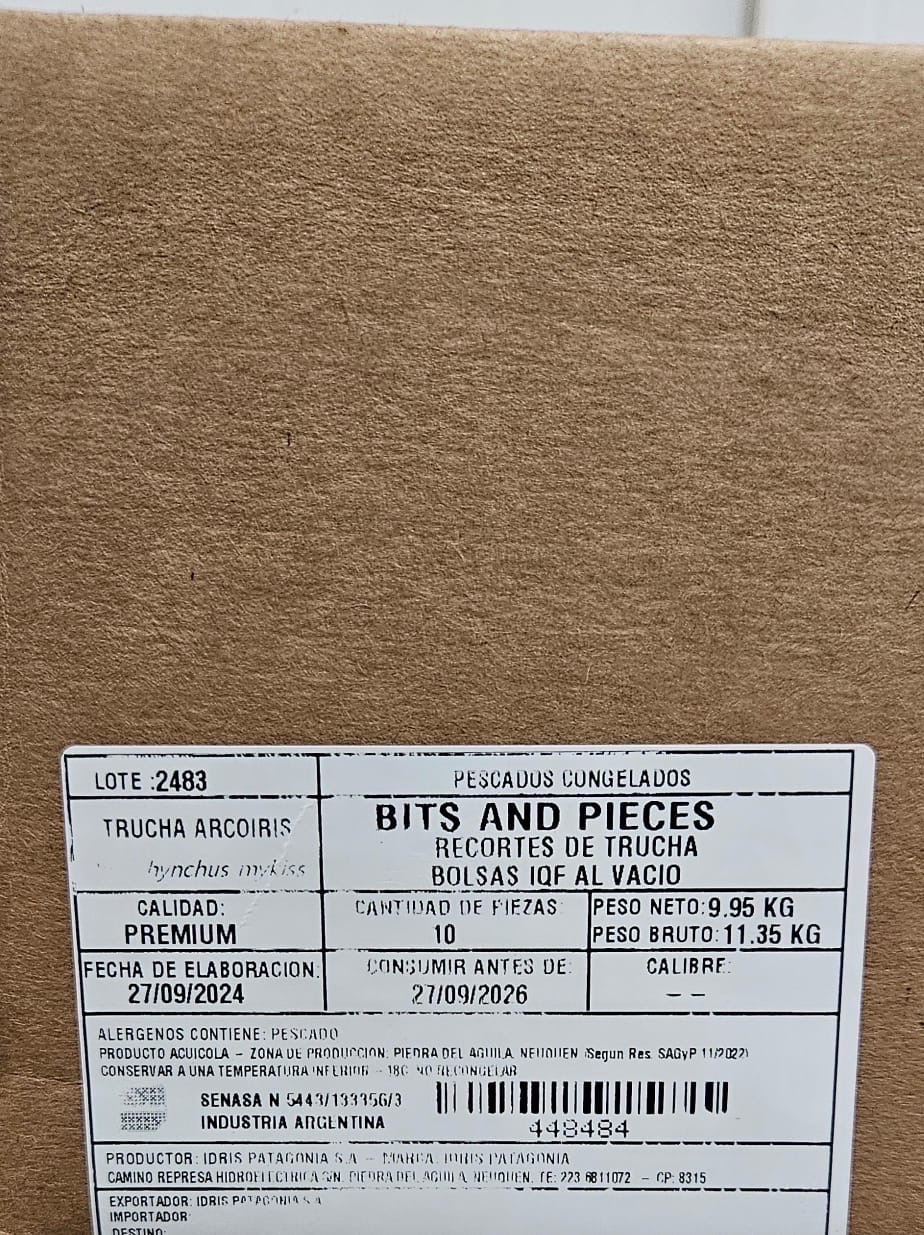 LOTE :2483
PESCADOS CONGELADOS
TRUCHA ARCOIRIS
hynchus mykiss
BITS AND PIECES
RECORTES DE TRUCHA
BOLSAS IQF AL VACIO
CALIDAD:
PREMIUM
CANTIDAD DE PIEZAS:
10
PESO NETO:9.95 KG
PESO BRUTO:11.35 KG
FECHA DE ELABORACION:
27/09/2024
CONSUMIR ANTES DE:
27/09/2026
CALIBRE:
– –
ALERGENOS CONTIENE: PESCADO
PRODUCTO ACUICOLA – ZONA DE PRODUCCION: PIEDRA DEL AGUILA, NEUQUEN (Segun Res. SAGyP 11/2022)
CONSERVAR A UNA TEMPERATURA INFERIOR – 18C NO RECONGELAR
SENASA N 5443/13335G/3
INDUSTRIA ARGENTINA
448484
PRODUCTOR: IDRIS PATAGONIA S.A – MARCA: IDRIS PATAGONIA
CAMINO REPRESA HIDROELECTRICA S/N. PIEDRA DEL AGUILA, NEUQUEN. TE: 223 6811072 – CP: 8315
EXPORTADOR: IDRIS PATAGONIA S.A
IMPORTADOR:
DESTINO: